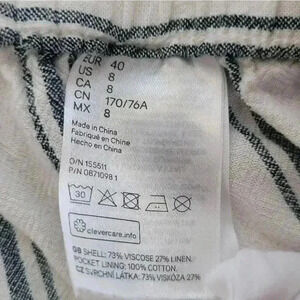 EUR 40
US 8
CA 8
CN 170/76A
MX 8
Made in China
Fabriqué en Chine
Hecho en China
O/N 155511
P/N 0871098 1
30
clevercare.info
GB SHELL: 73% VISCOSE 27% LINEN.
POCKET LINING: 100% COTTON.
CZ SVRCHNÍ LÁTKA: 73% VISKÓZA 27%